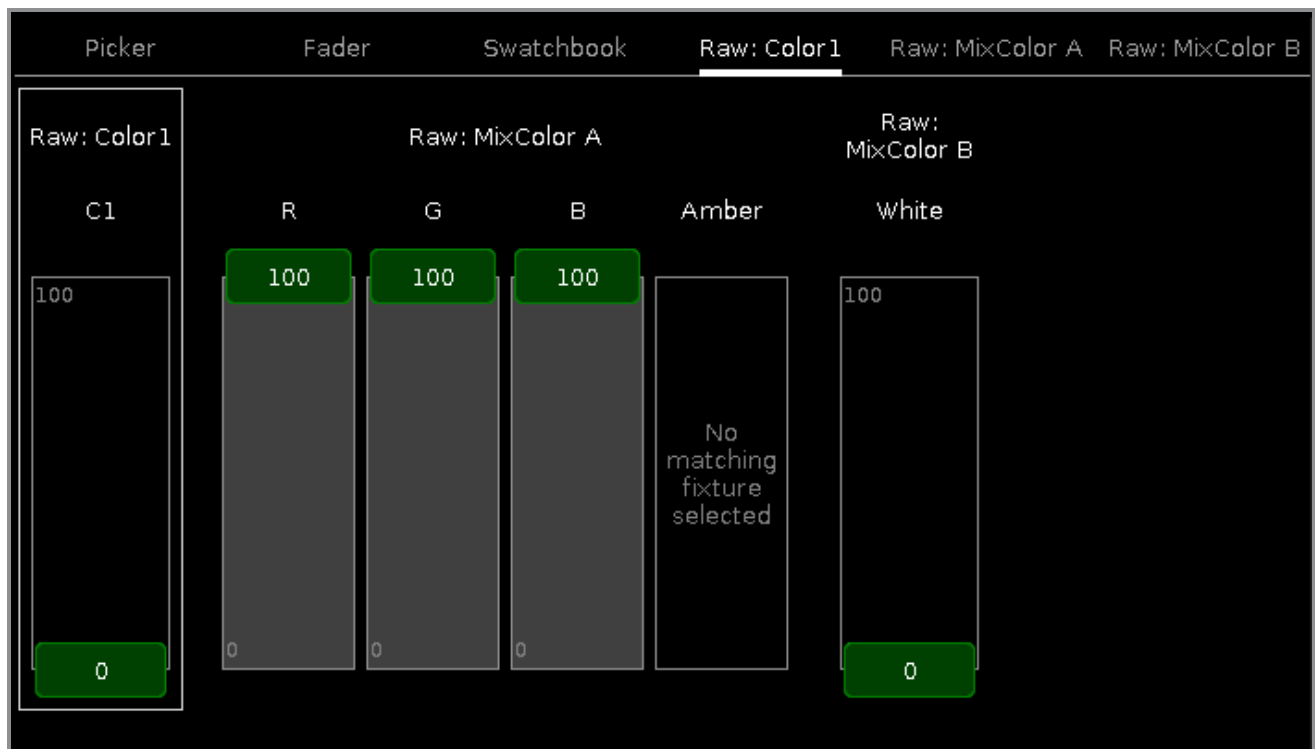 Picker Fader Swatchbook Raw: Color1 Raw: MixColor A Raw: MixColor B
Raw: Color1
Raw: MixColor A
Raw:
MixColor B
C1 R G B Amber White
100 100 100 100 100
No
matching
fixture
selected
0 0 0
0 0